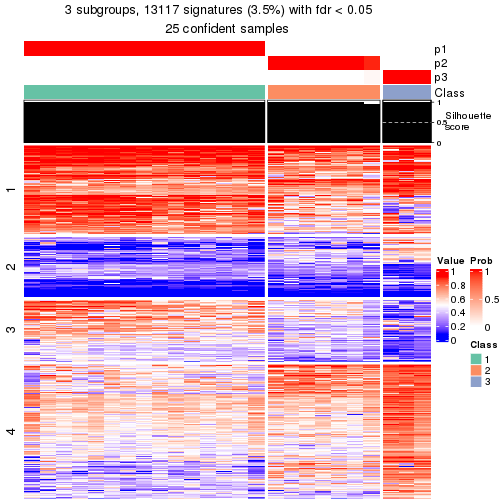 3 subgroups, 13117 signatures (3.5%) with fdr < 0.05
25 confident samples
p1
p2
p3
Class
1
0.5
0
Silhouette
score
1
2
3
4
Value
1
0.8
0.6
0.4
0.2
0
Prob
1
0.5
0
Class
1
2
3